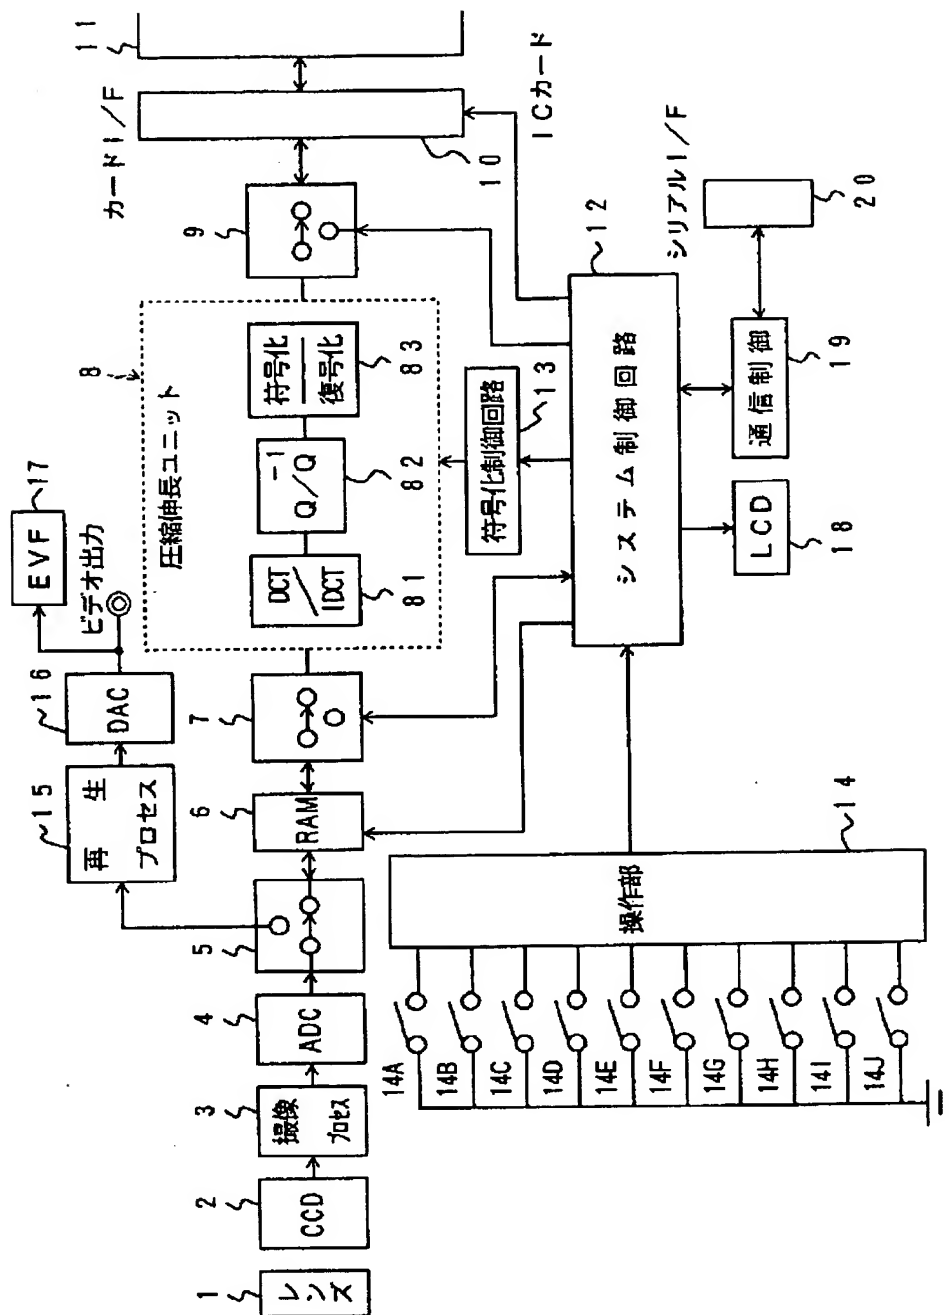 1
レンズ
2
CCD
3
撮像
プロセス
4
ADC
5
6
RAM
7
8
圧縮伸長ユニット
DCT
/
IDCT
81
Q/Q⁻¹
82
符号化
復号化
83
9
カードI/F
10
11
ICカード
15
再生
プロセス
16
DAC
17
EVF
ビデオ出力
符号化制御回路
13
システム制御回路
12
シリアルI/F
20
通信制御
19
LCD
18
操作部
14
14A
14B
14C
14D
14E
14F
14G
14H
14I
14J